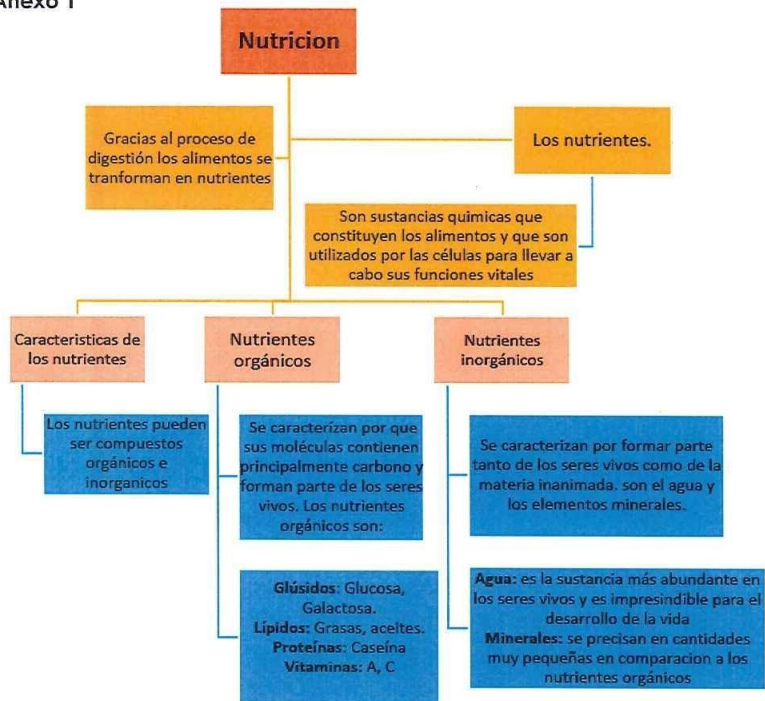 Anexo 1
Nutricion
Gracias al proceso de
digestión los alimentos se
tranforman en nutrientes
Los nutrientes.
Son sustancias quimicas que
constituyen los alimentos y que son
utilizados por las células para llevar a
cabo sus funciones vitales
Caracteristicas de
los nutrientes
Los nutrientes pueden
ser compuestos
orgánicos e
inorganicos
Nutrientes
orgánicos
Se caracterízan por que
sus moléculas contienen
principalmente carbono y
forman parte de los seres
vivos. Los nutrientes
orgánicos son:
Glúsidos: Glucosa,
Galactosa.
Lípidos: Grasas, aceites.
Proteínas: Caseína
Vitaminas: A, C
Nutrientes
inorgánicos
Se caracterizan por formar parte
tanto de los seres vivos como de la
materia inanimada. son el agua y
los elementos minerales.
Agua: es la sustancia más abundante en
los seres vivos y es impresindible para el
desarrollo de la vida
Minerales: se precisan en cantidades
muy pequeñas en comparacion a los
nutrientes orgánicos